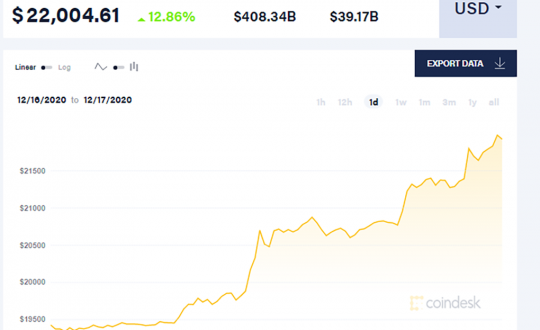 $ 22,004.61 12.86% $408.34B $39.17B USD
Linear Log EXPORT DATA
12/16/2020 to 12/17/2020 1h 12h 1d 1w 1m 3m 1y all
$21500
$21000
$20500
$20000
coindesk
$19500